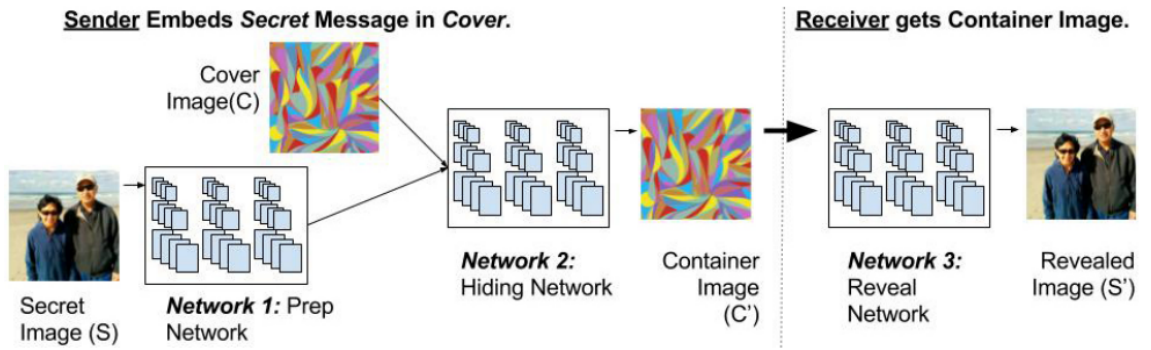 Sender Embeds Secret Message in Cover.
Receiver gets Container Image.
Cover
Image(C)
Secret
Image (S)
Network 1: Prep
Network
Network 2:
Hiding Network
Container
Image
(C')
Network 3:
Reveal
Network
Revealed
Image (S')